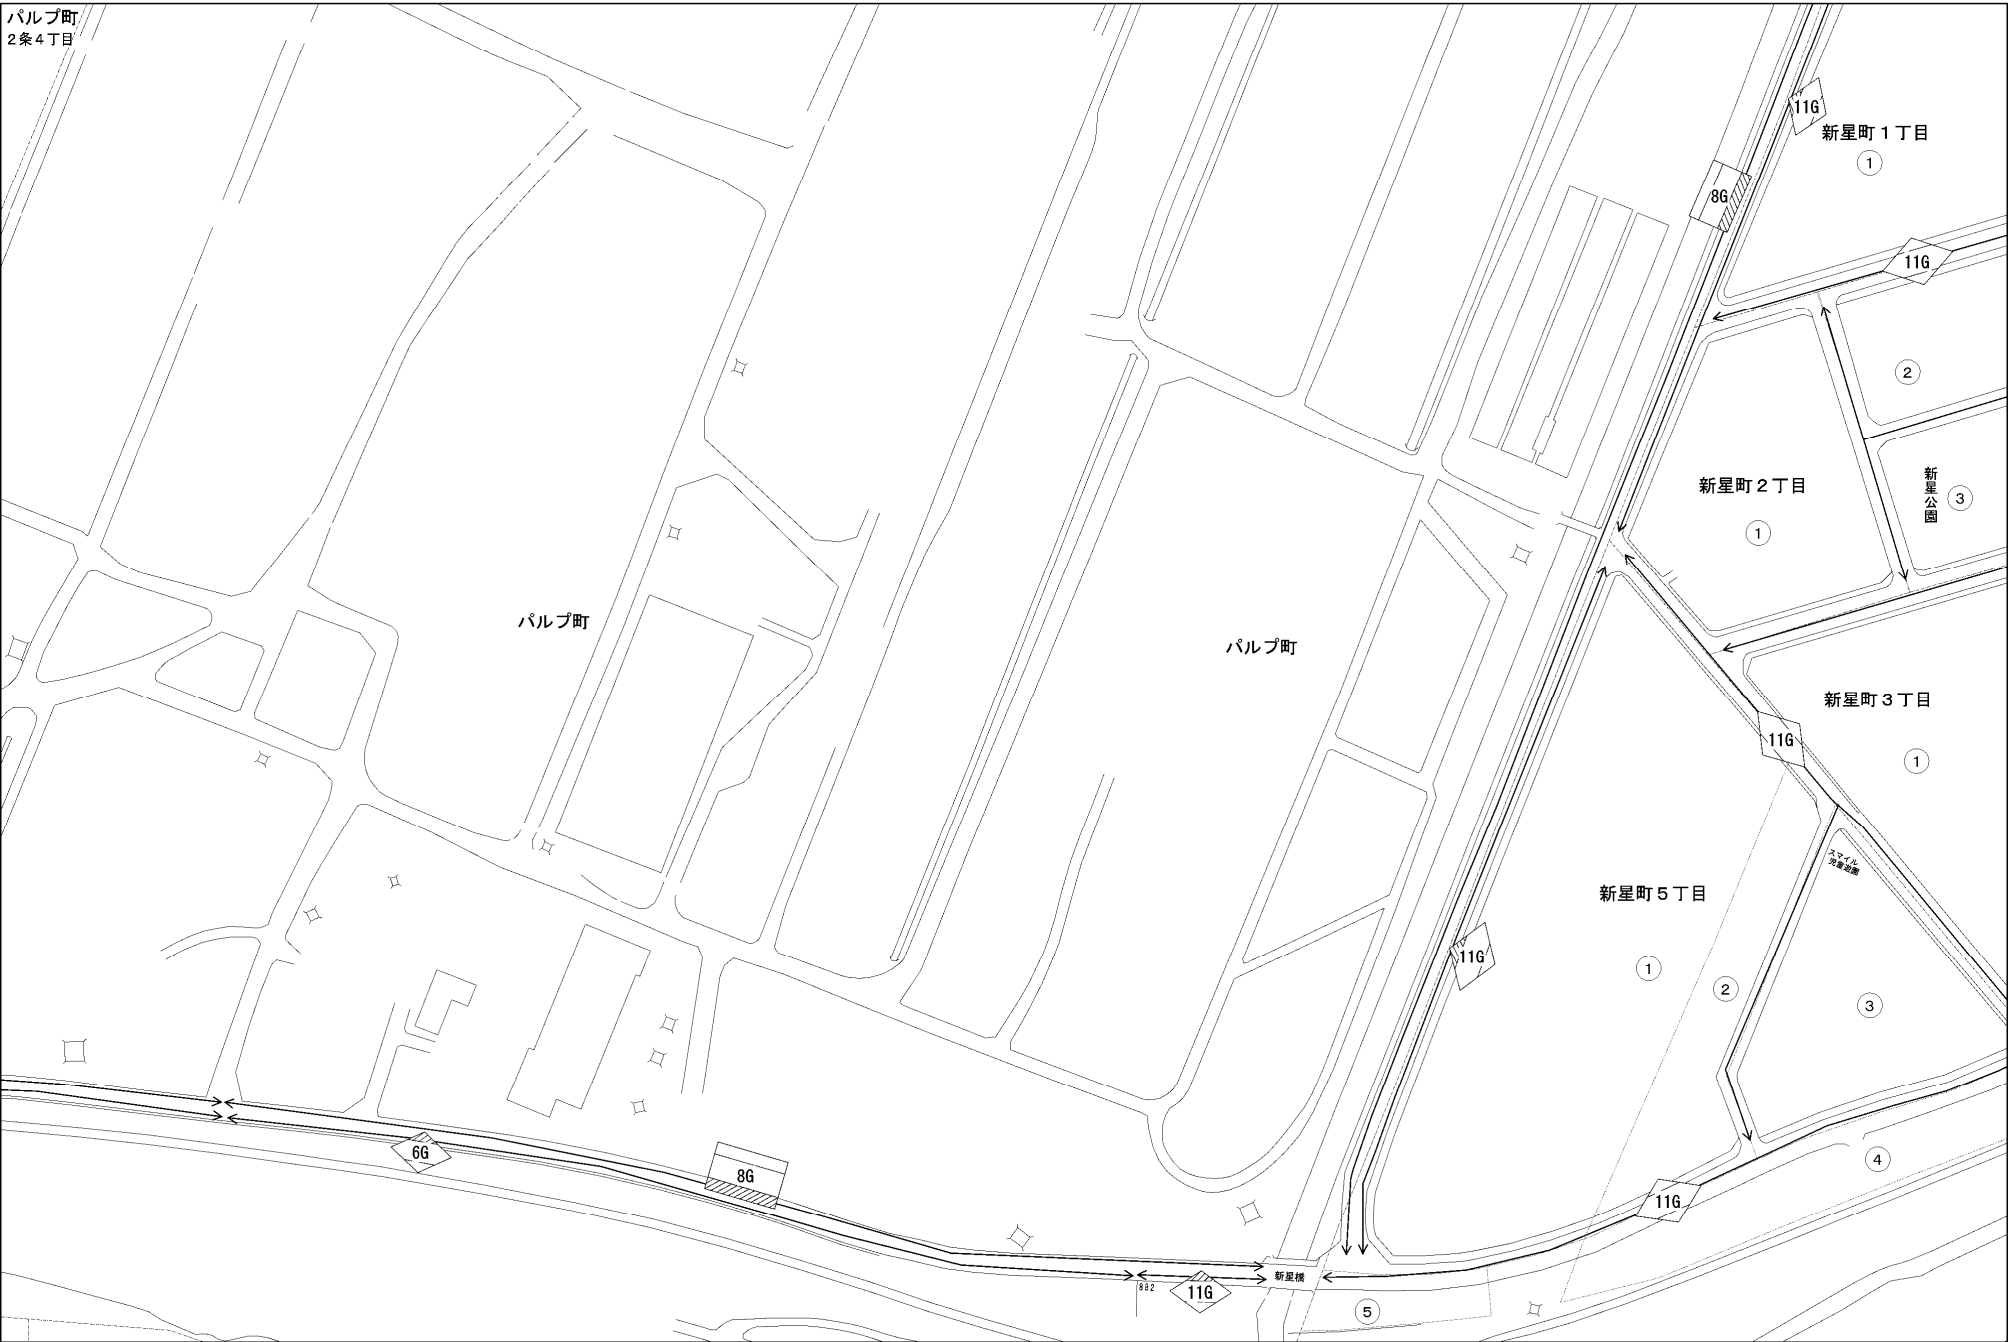 パルプ町
2条4丁目
11G
新星町1丁目
1
8G
11G
2
新星町2丁目
1
新星公園
3
パルプ町
パルプ町
新星町3丁目
11G
1
スマイル
児童遊園
新星町5丁目
11G
1
2
3
6G
8G
4
11G
新星橋
882
11G
5